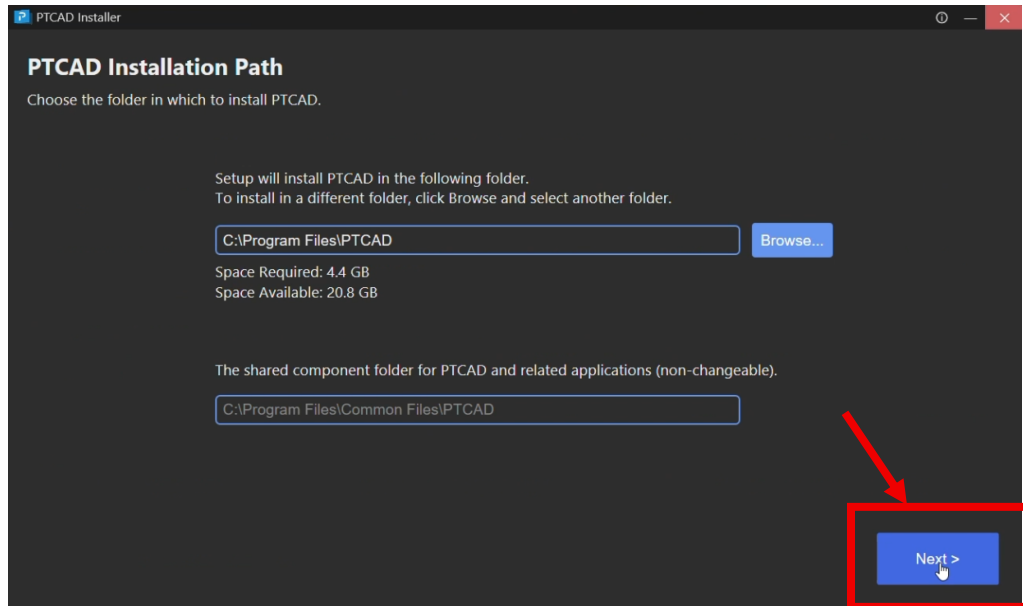 PTCAD Installer
PTCAD Installation Path
Choose the folder in which to install PTCAD.
Setup will install PTCAD in the following folder.
To install in a different folder, click Browse and select another folder.
C:\Program Files\PTCAD
Browse...
Space Required: 4.4 GB
Space Available: 20.8 GB
The shared component folder for PTCAD and related applications (non-changeable).
C:\Program Files\Common Files\PTCAD
Next >